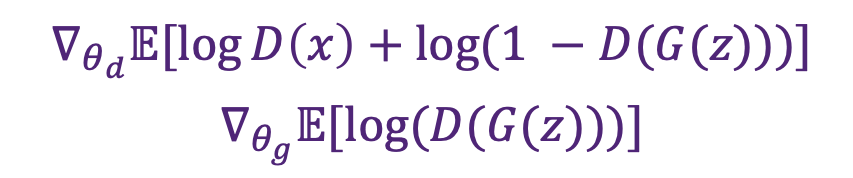 ∇θ_d 𝔼[log D(x) + log(1 − D(G(z)))]
∇θ_g 𝔼[log(D(G(z)))]